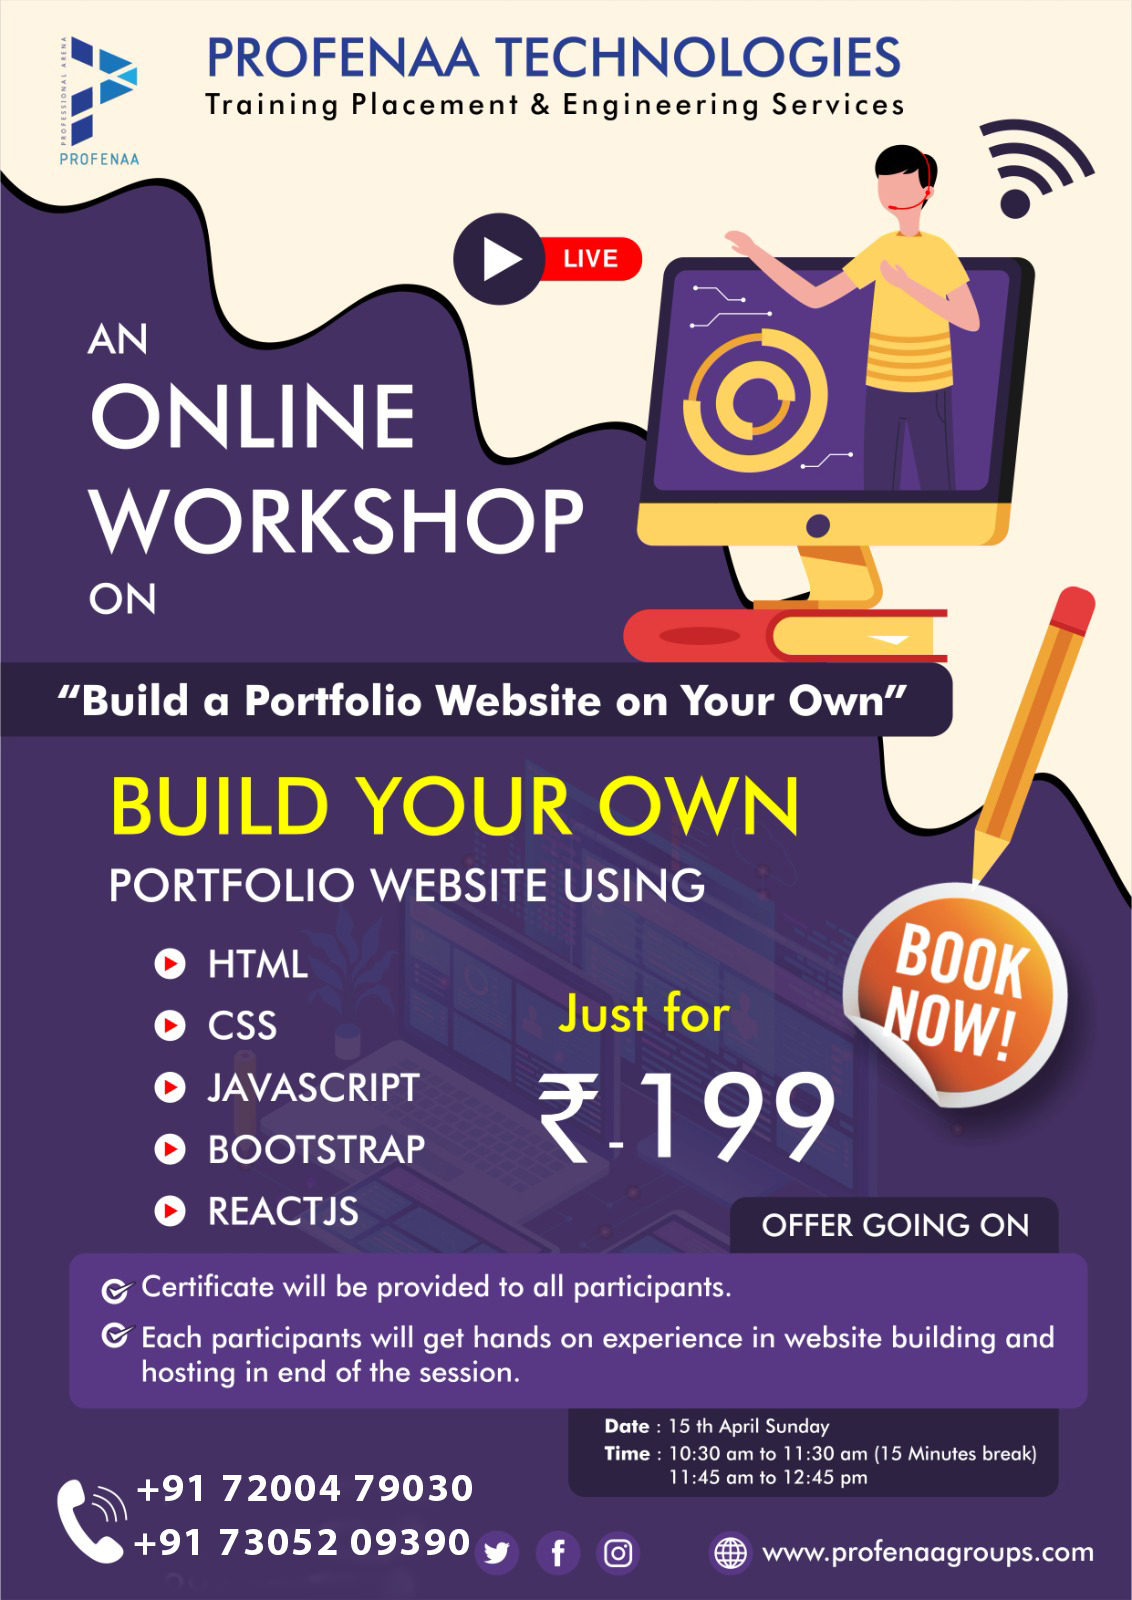 PROFESSIONAL ARENA
PROFENAA
PROFENAA TECHNOLOGIES
Training Placement & Engineering Services
LIVE
AN
ONLINE
WORKSHOP
ON
“Build a Portfolio Website on Your Own”
BUILD YOUR OWN
PORTFOLIO WEBSITE USING
HTML
CSS
JAVASCRIPT
BOOTSTRAP
REACTJS
Just for
₹-199
BOOK
NOW!
OFFER GOING ON
Certificate will be provided to all participants.
Each participants will get hands on experience in website building and
hosting in end of the session.
Date : 15 th April Sunday
Time : 10:30 am to 11:30 am (15 Minutes break)
11:45 am to 12:45 pm
+91 72004 79030
+91 73052 09390
www.profenaagroups.com